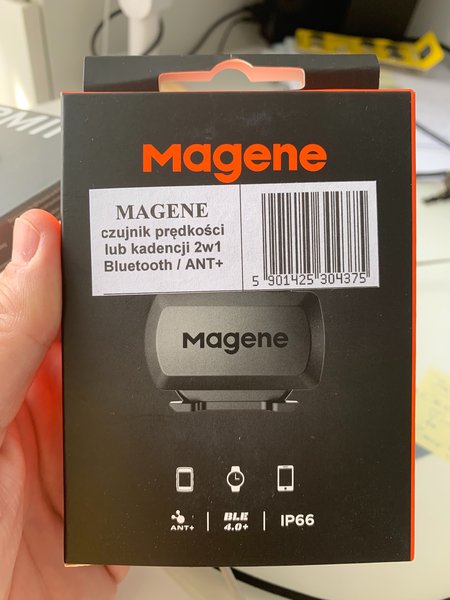 Magene
MAGENE
czujnik prędkości
lub kadencji 2w1
Bluetooth / ANT+
5 901425 304375
Magene
ANT+ | BLE 4.0+ | IP66